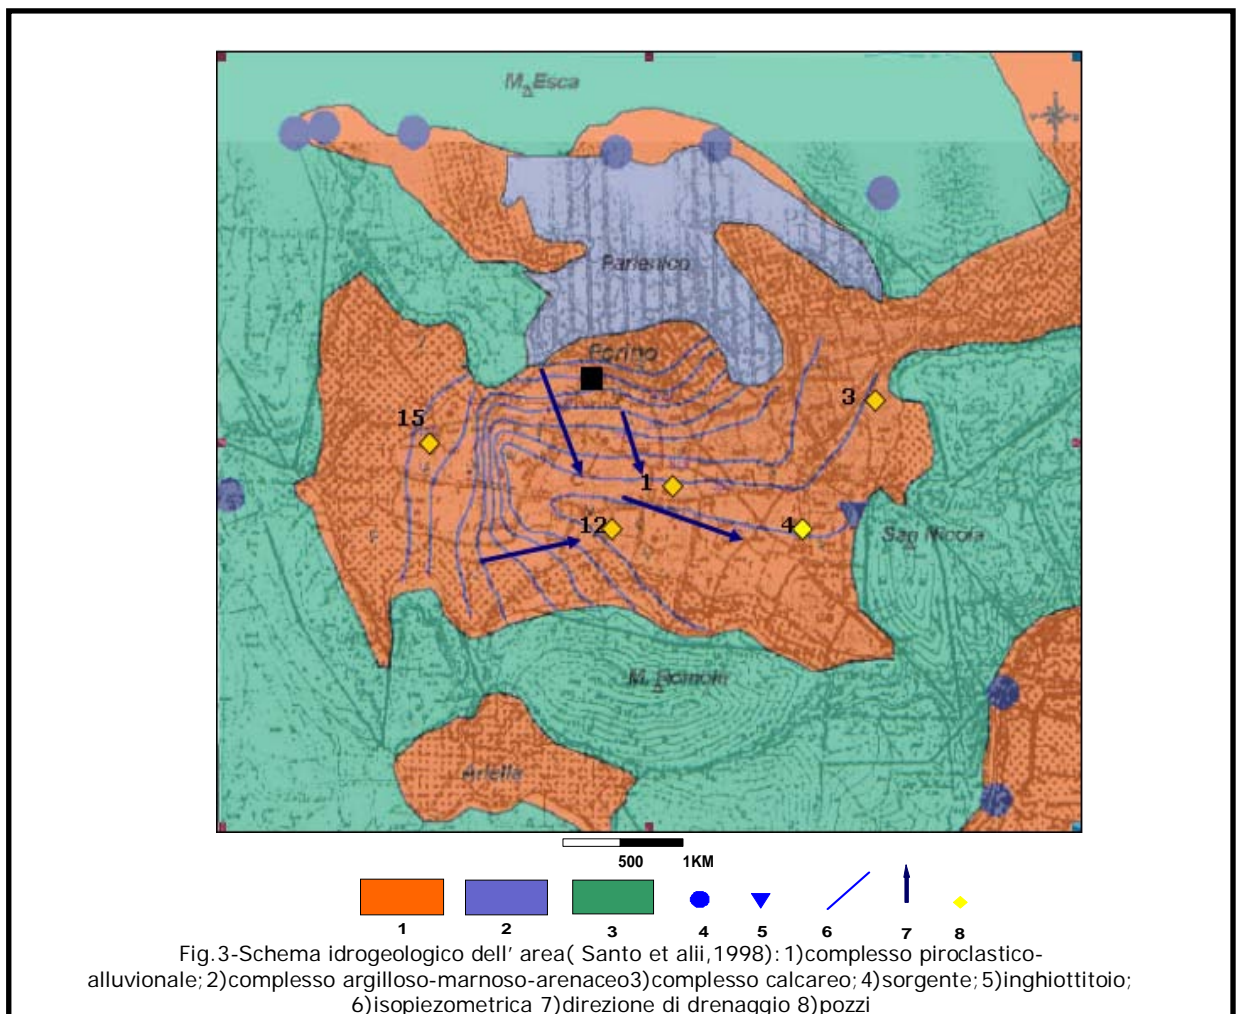 M. Esca
Parienico
Forino
15
3
1
12
4
San Nicola
M. Romola
Ariella
500 1KM
1 2 3 4 5 6 7 8
Fig.3-Schema idrogeologico dell' area( Santo et alii,1998):1)complesso piroclastico-
alluvionale;2)complesso argilloso-marnoso-arenaceo3)complesso calcareo; 4)sorgente;5)inghiottitoio;
6)isopiezometrica 7)direzione di drenaggio 8)pozzi